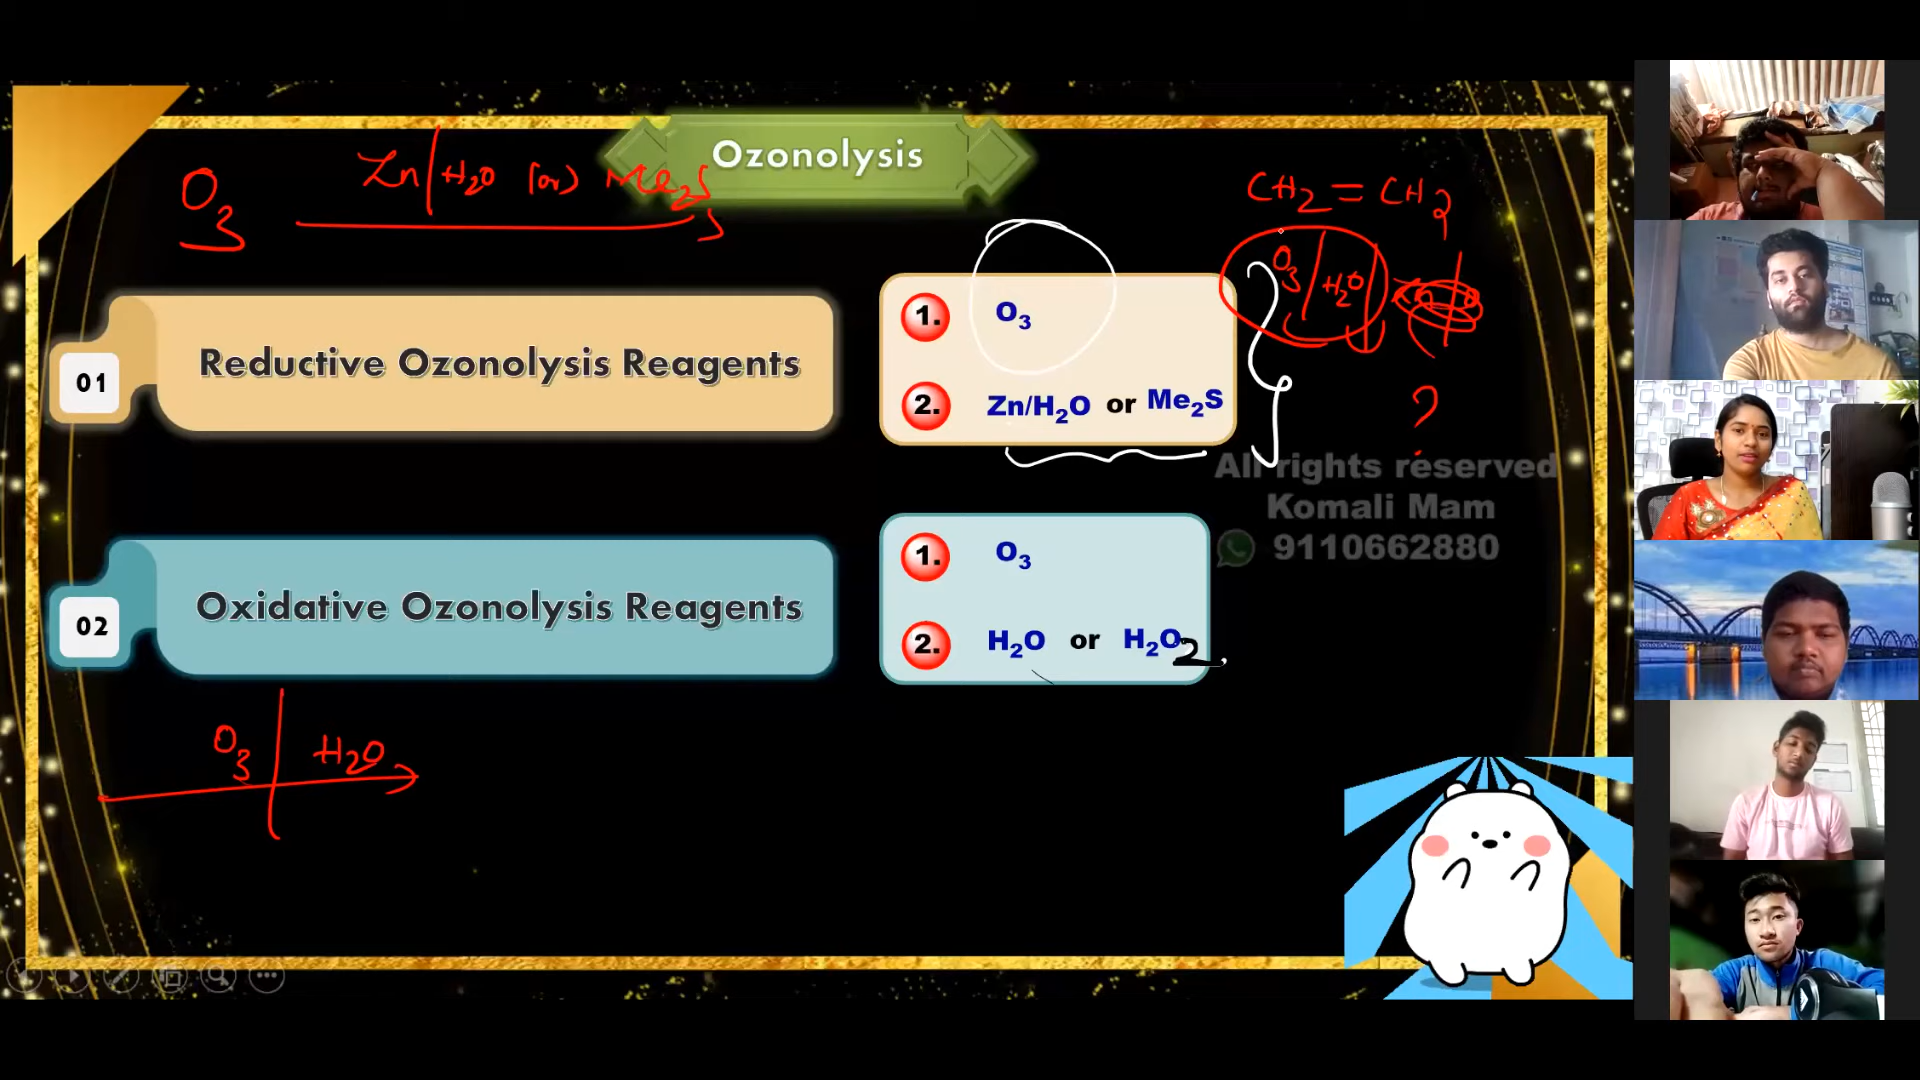 Ozonolysis
O3
Zn | H2O (or) Me2S
CH2 = CH2
O3 | H2O |
?
01
Reductive Ozonolysis Reagents
1. O3
2. Zn/H2O or Me2S
All rights reserved
Komali Mam
9110662880
02
Oxidative Ozonolysis Reagents
1. O3
2. H2O or H2O2
O3 | H2O